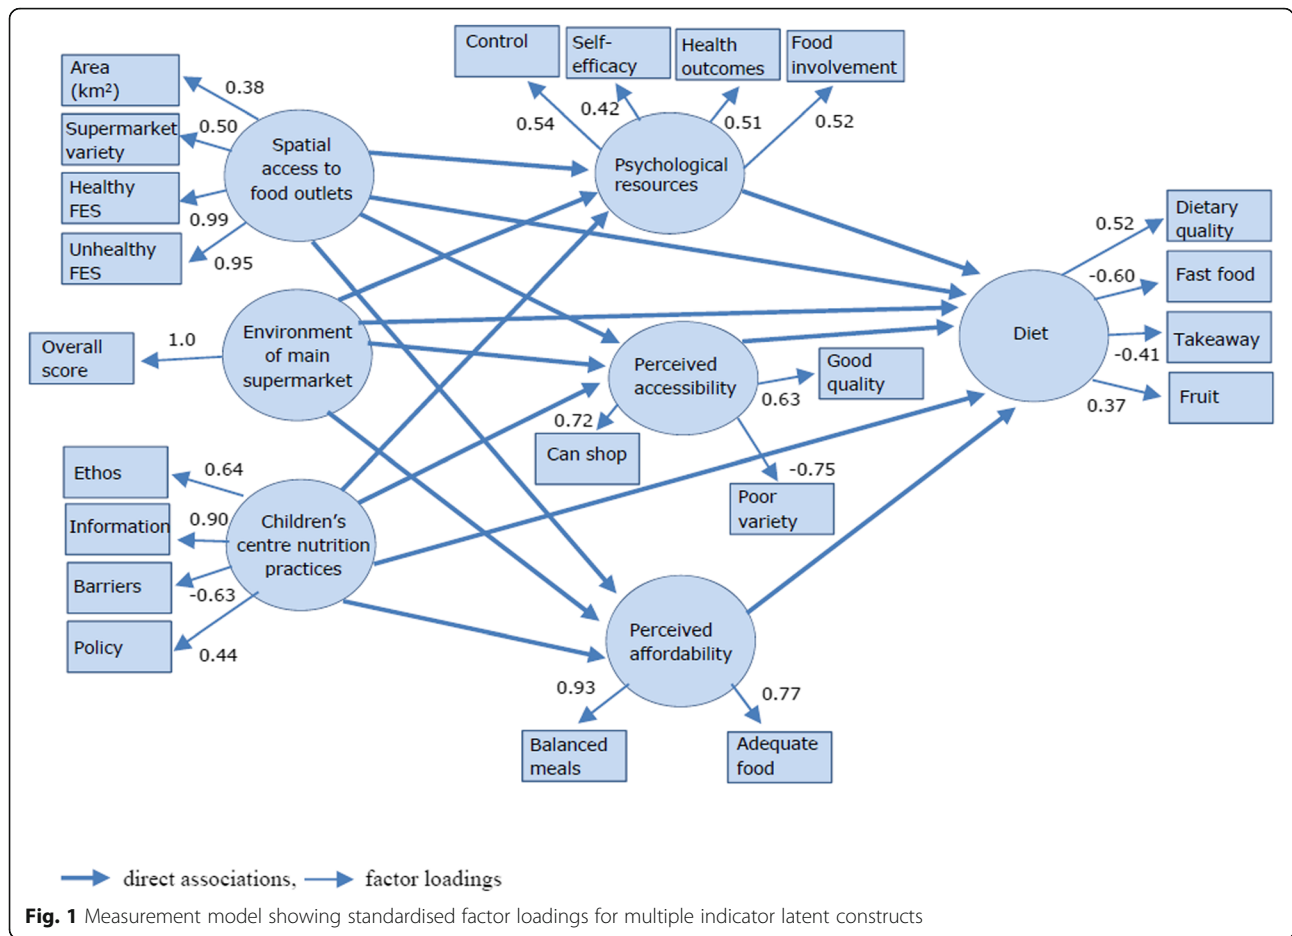 Area
(km²)
0.38
Supermarket
variety
0.50
Healthy
FES
0.99
Unhealthy
FES
0.95
Spatial
access to
food outlets
Control
0.54
Self-
efficacy
0.42
Health
outcomes
0.51
Food
involvement
0.52
Psychological
resources
Overall
score
1.0
Environment
of main
supermarket
Perceived
accessibility
Good
quality
0.63
0.72
Can shop
-0.75
Poor
variety
Diet
0.52
Dietary
quality
-0.60
Fast food
-0.41
Takeaway
0.37
Fruit
Ethos
0.64
Information
0.90
Barriers
-0.63
Policy
0.44
Children's
centre nutrition
practices
Perceived
affordability
0.93
Balanced
meals
0.77
Adequate
food
direct associations, factor loadings
Fig. 1 Measurement model showing standardised factor loadings for multiple indicator latent constructs